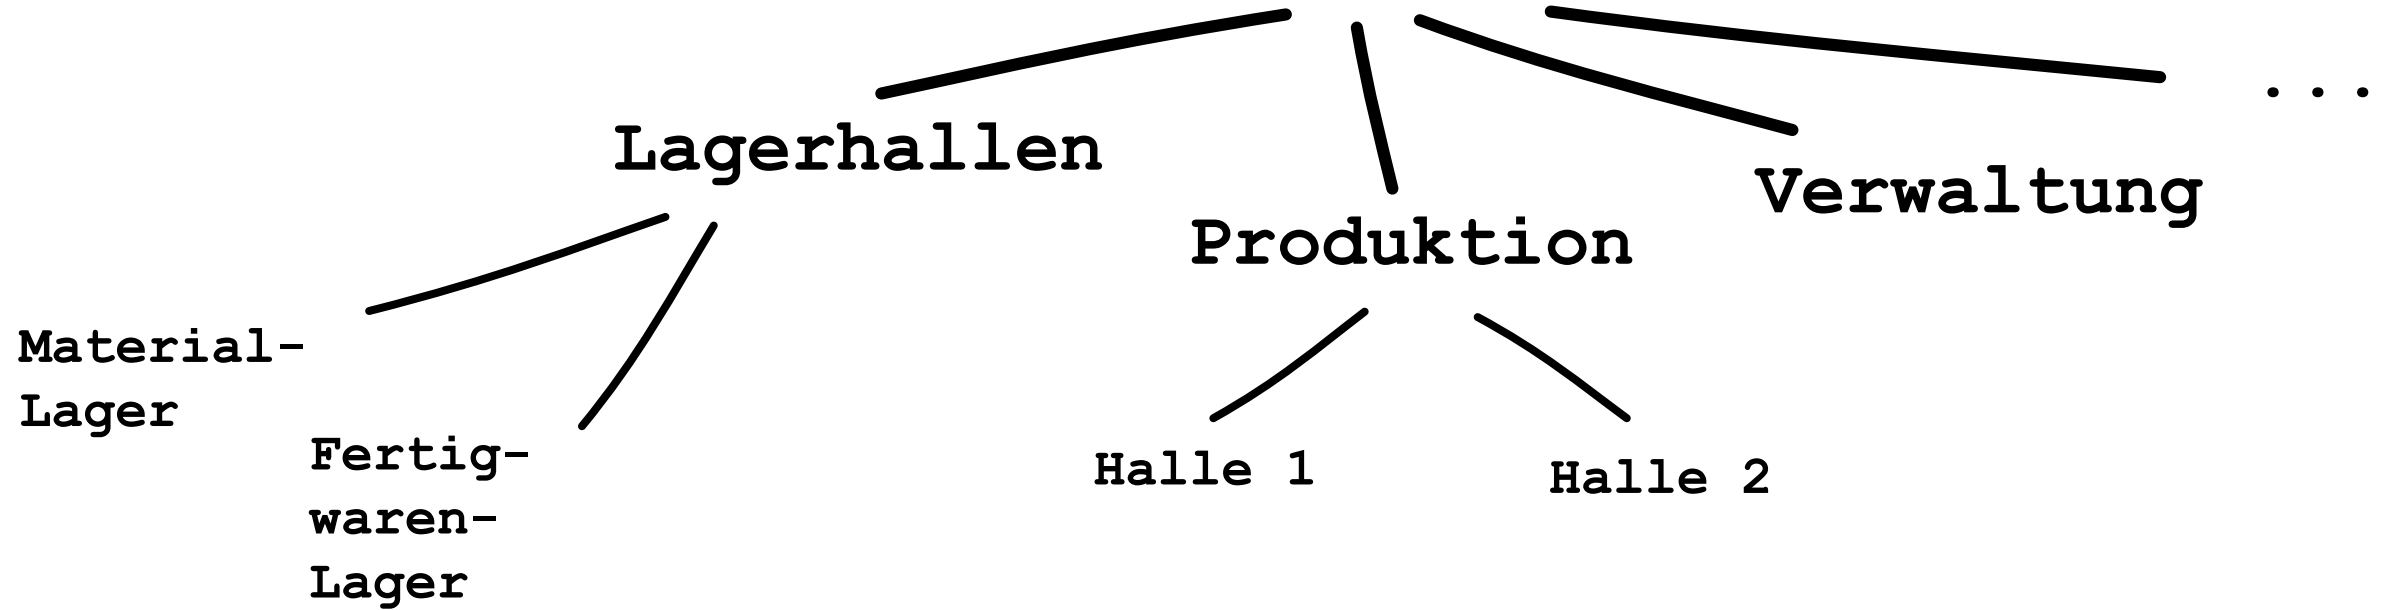 ...
Lagerhallen
Verwaltung
Produktion
Material-
Lager
Fertig-
waren-
Lager
Halle 1
Halle 2